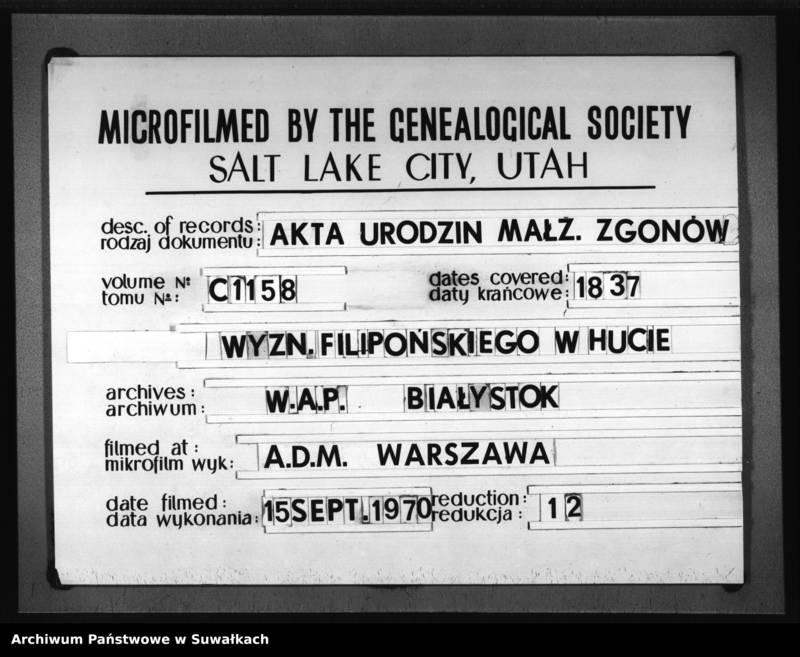 MICROFILMED BY THE GENEALOGICAL SOCIETY
SALT LAKE CITY, UTAH
desc. of records:
rodzaj dokumentu: AKTA URODZIN MAŁŻ. ZGONÓW
volume №
tomu №: C1158
dates covered:
daty krańcowe: 1837
WYZN. FILIPOŃSKIEGO W HUCIE
archives:
archiwum: W.A.P. BIAŁYSTOK
filmed at:
mikrofilm wyk: A.D.M. WARSZAWA
date filmed:
data wykonania: 15 SEPT. 1970
reduction:
redukcja: 12
Archiwum Państwowe w Suwałkach